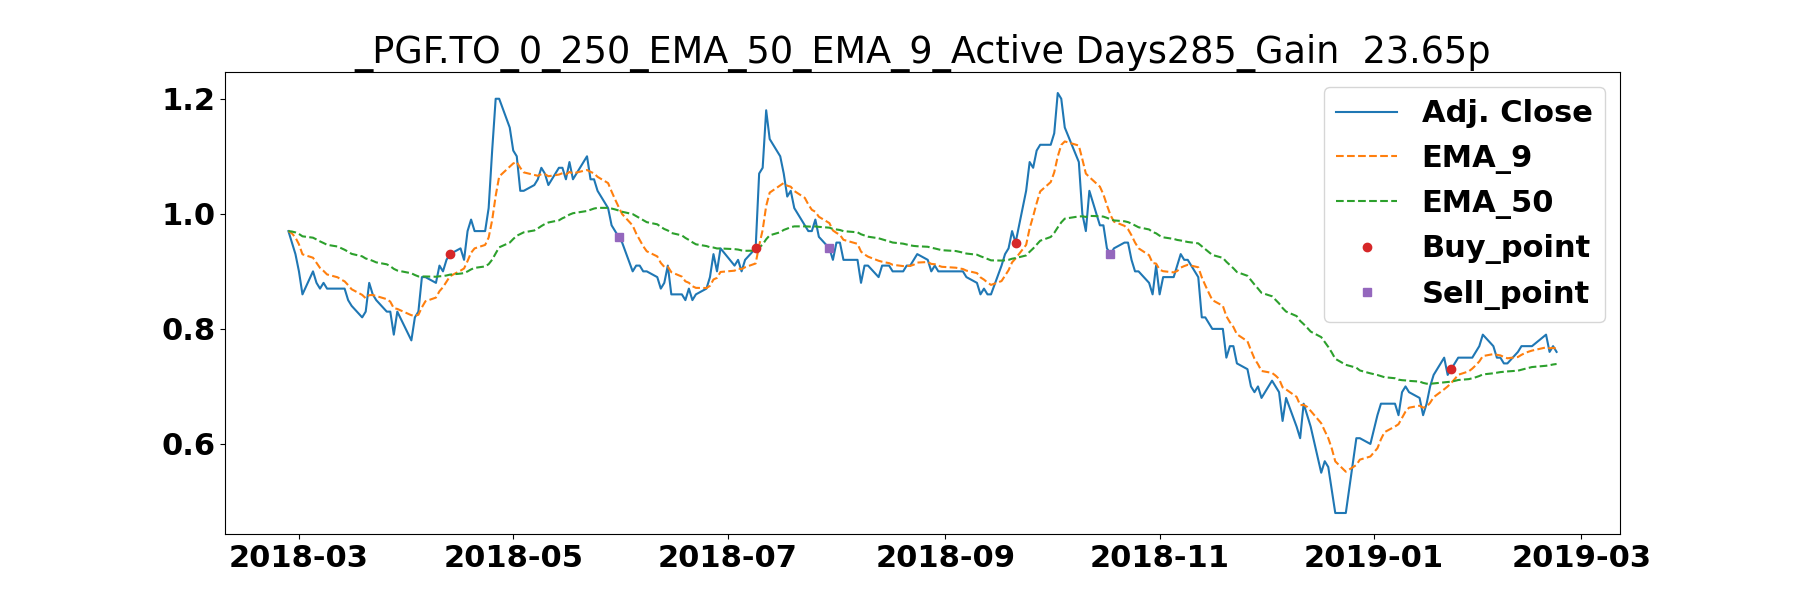 _PGF.TO_0_250_EMA_50_EMA_9_Active Days285_Gain  23.65p
1.2
1.0
0.8
0.6
Adj. Close
EMA_9
EMA_50
Buy_point
Sell_point
2018-03 2018-05 2018-07 2018-09 2018-11 2019-01 2019-03